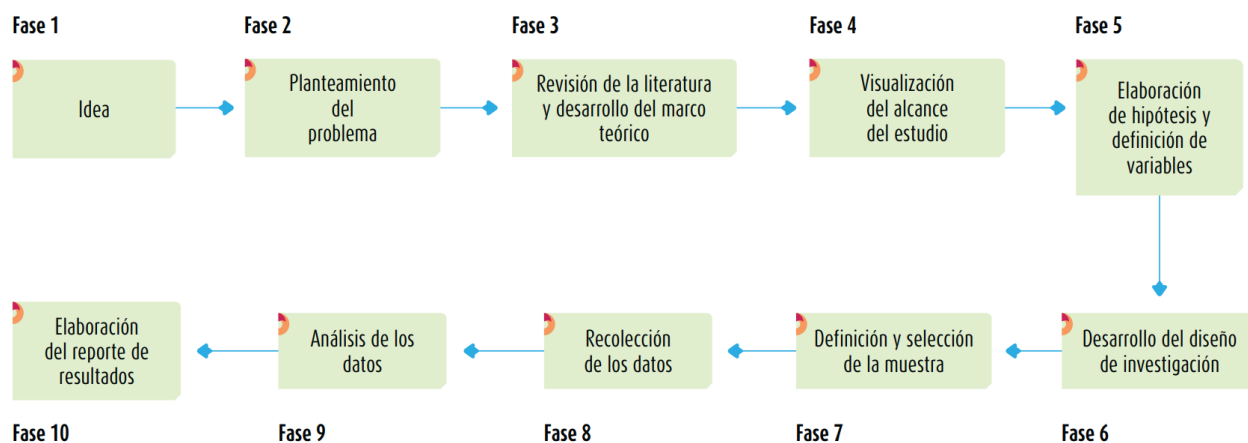 Fase 1
Idea
Fase 2
Planteamiento
del
problema
Fase 3
Revisión de la literatura
y desarrollo del marco
teórico
Fase 4
Visualización
del alcance
del estudio
Fase 5
Elaboración
de hipótesis y
definición de
variables
Desarrollo del diseño
de investigación
Fase 6
Definición y selección
de la muestra
Fase 7
Recolección
de los datos
Fase 8
Análisis de los
datos
Fase 9
Elaboración
del reporte de
resultados
Fase 10